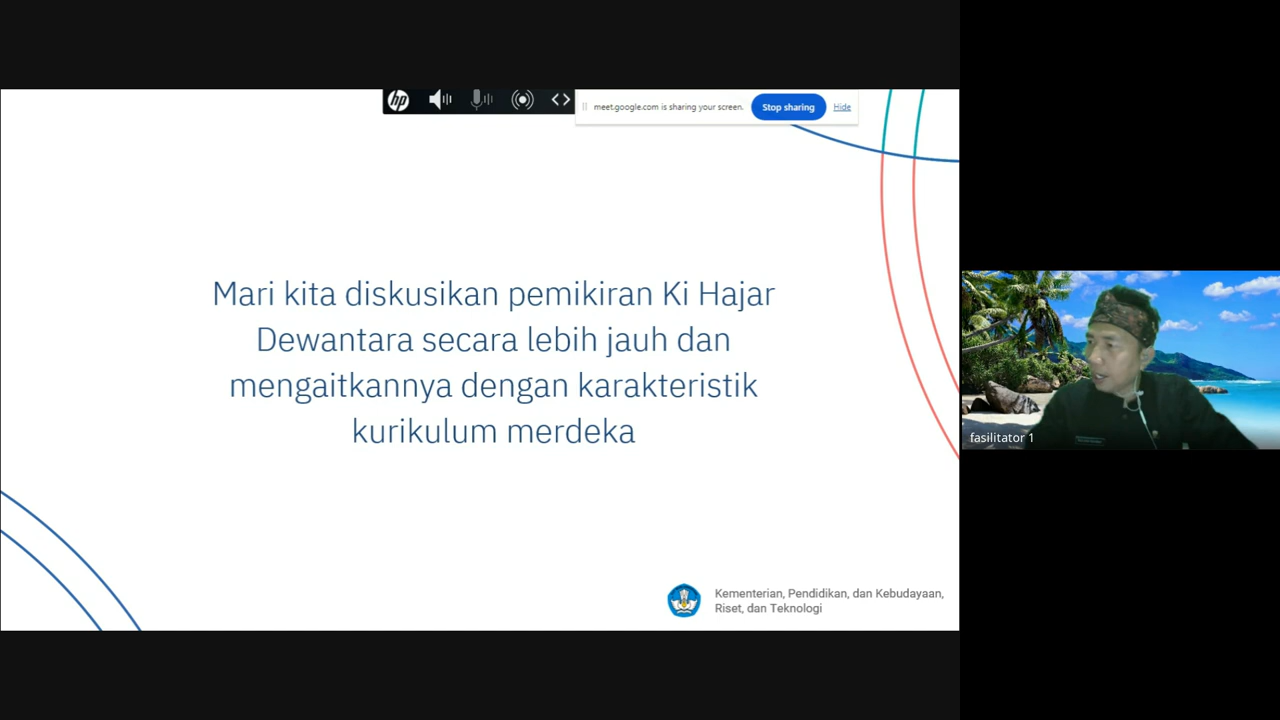 hp
meet.google.com is sharing your screen.
Stop sharing
Hide
Mari kita diskusikan pemikiran Ki Hajar
Dewantara secara lebih jauh dan
mengaitkannya dengan karakteristik
kurikulum merdeka
Kementerian, Pendidikan, dan Kebudayaan,
Riset, dan Teknologi
fasilitator 1